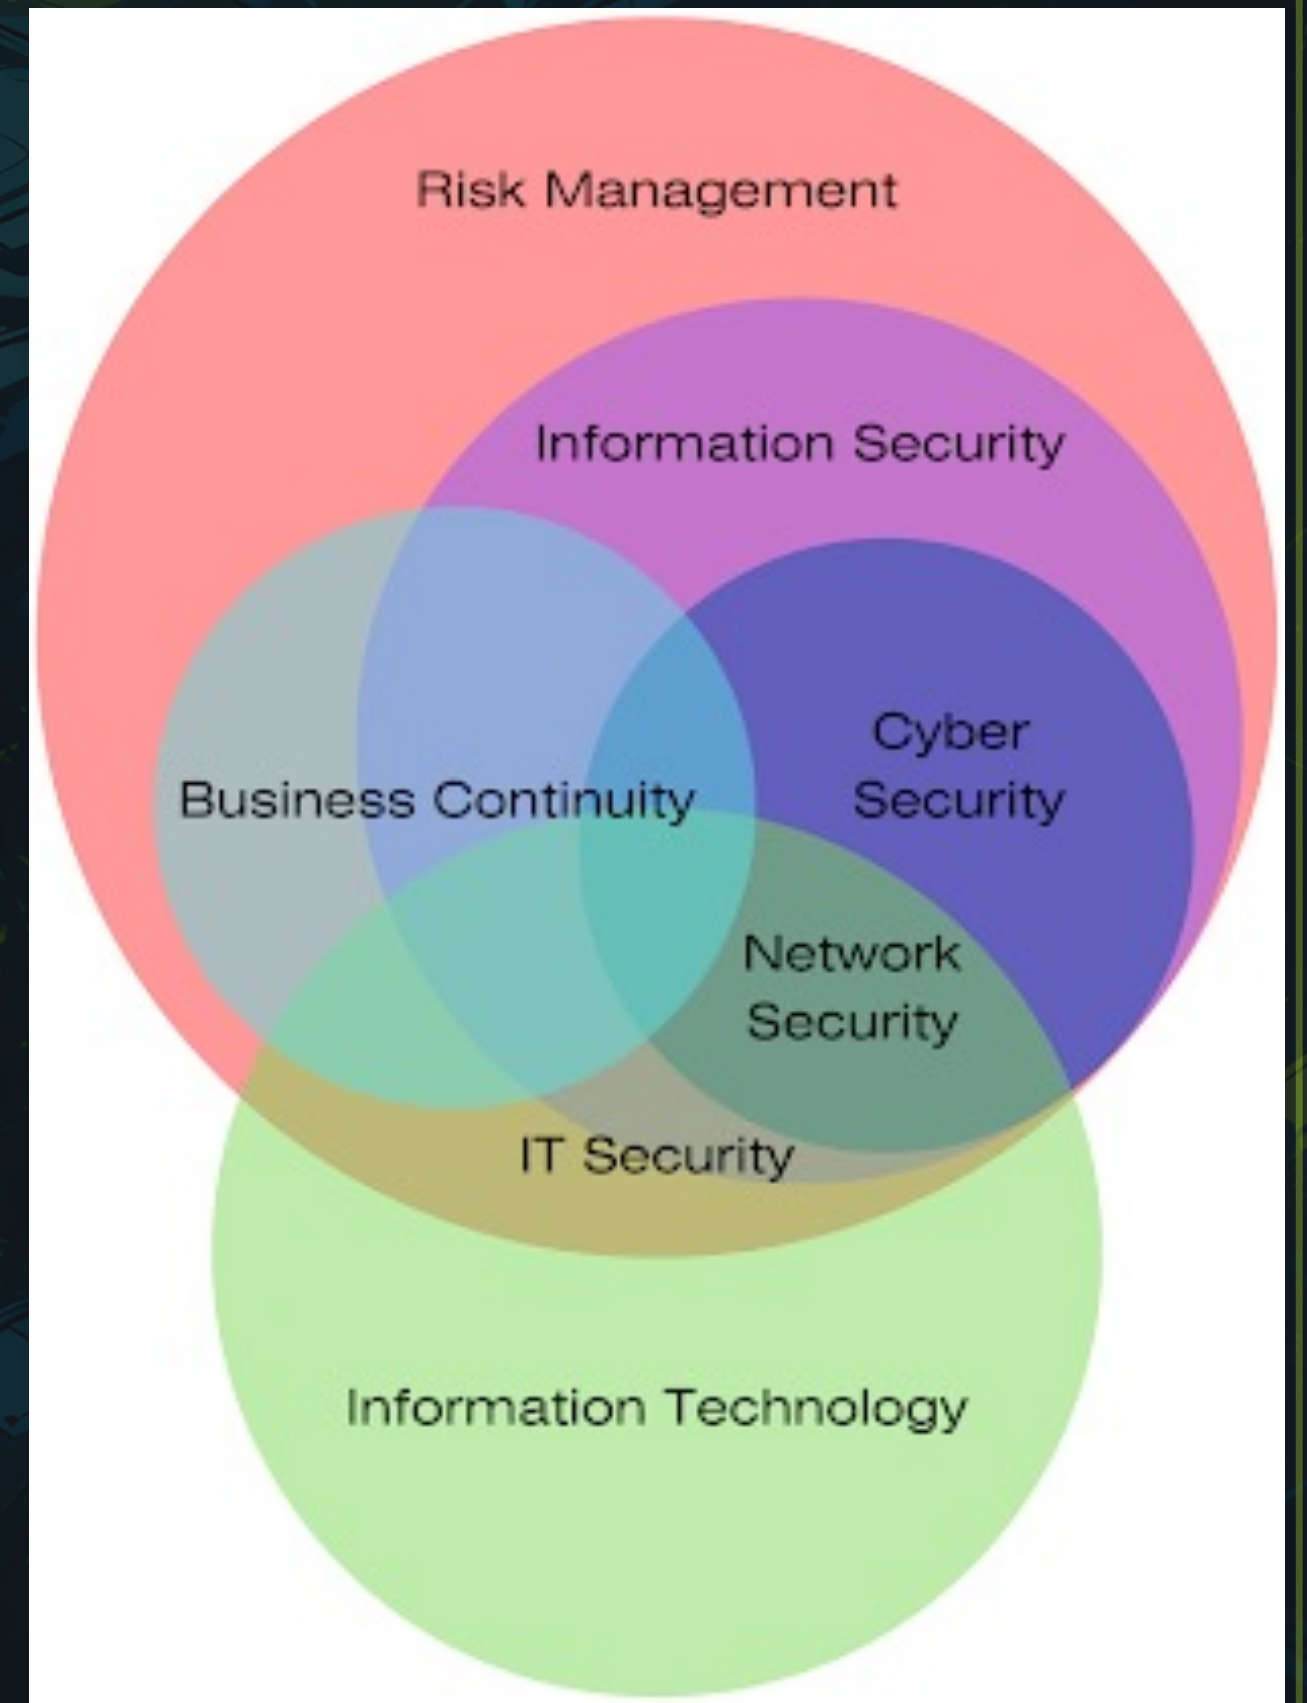 Risk Management
Information Security
Cyber
Security
Business Continuity
Network
Security
IT Security
Information Technology